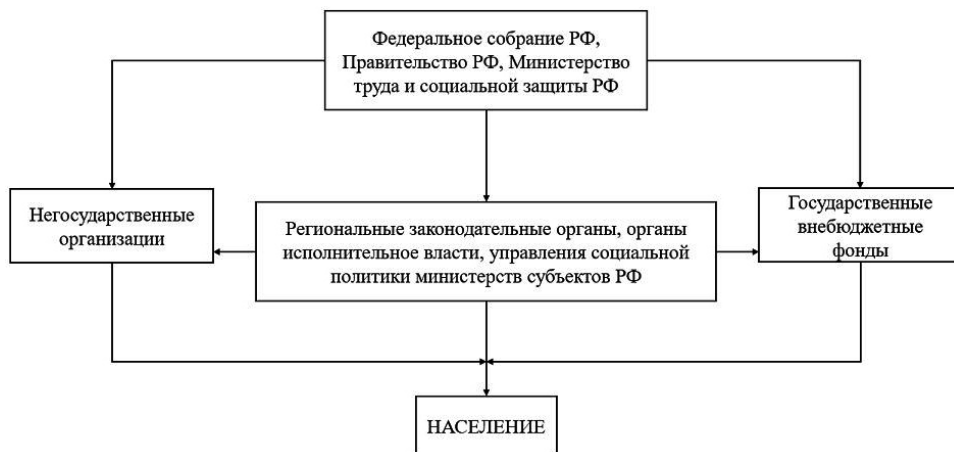 Федеральное собрание РФ,
Правительство РФ, Министерство
труда и социальной защиты РФ
Негосударственные
организации
Региональные законодательные органы, органы
исполнительное власти, управления социальной
политики министерств субъектов РФ
Государственные
внебюджетные
фонды
НАСЕЛЕНИЕ